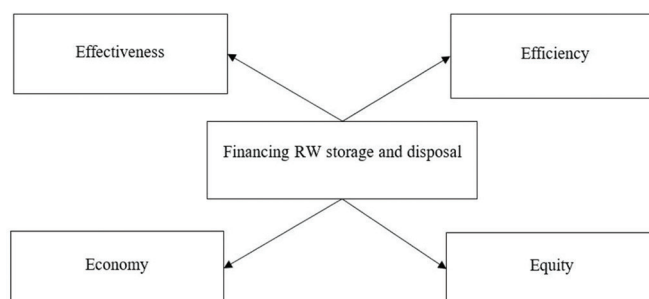 Effectiveness
Efficiency
Financing RW storage and disposal
Economy
Equity